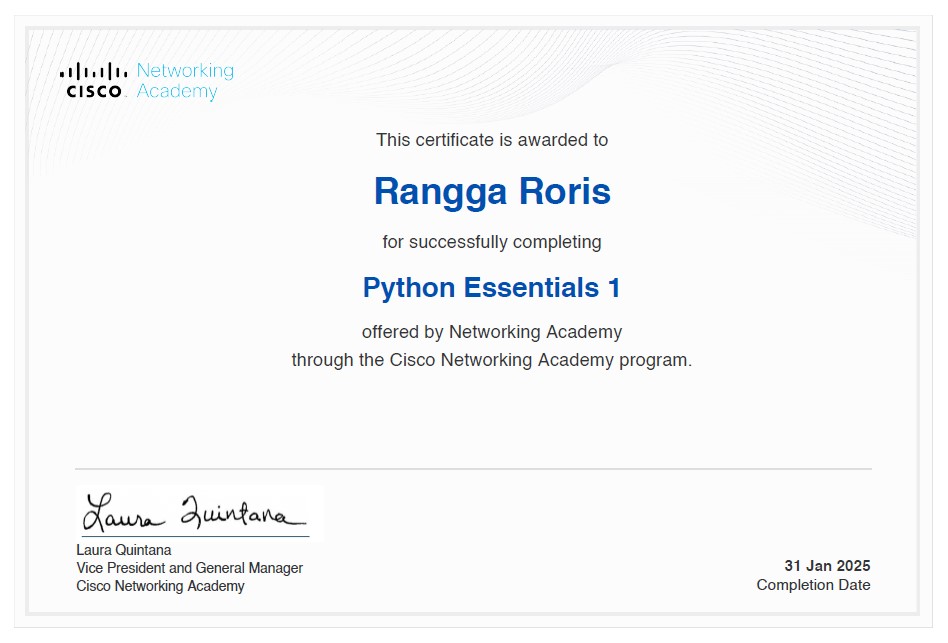 Networking
CISCO Academy
This certificate is awarded to
Rangga Roris
for successfully completing
Python Essentials 1
offered by Networking Academy
through the Cisco Networking Academy program.
Laura Quintana
Laura Quintana
Vice President and General Manager
Cisco Networking Academy
31 Jan 2025
Completion Date